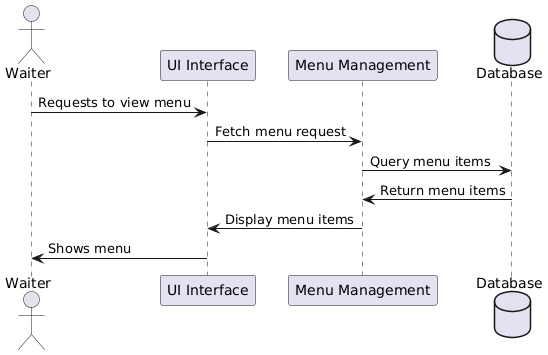 Waiter
UI Interface
Menu Management
Database
Requests to view menu
Fetch menu request
Query menu items
Return menu items
Display menu items
Shows menu
Waiter
UI Interface
Menu Management
Database